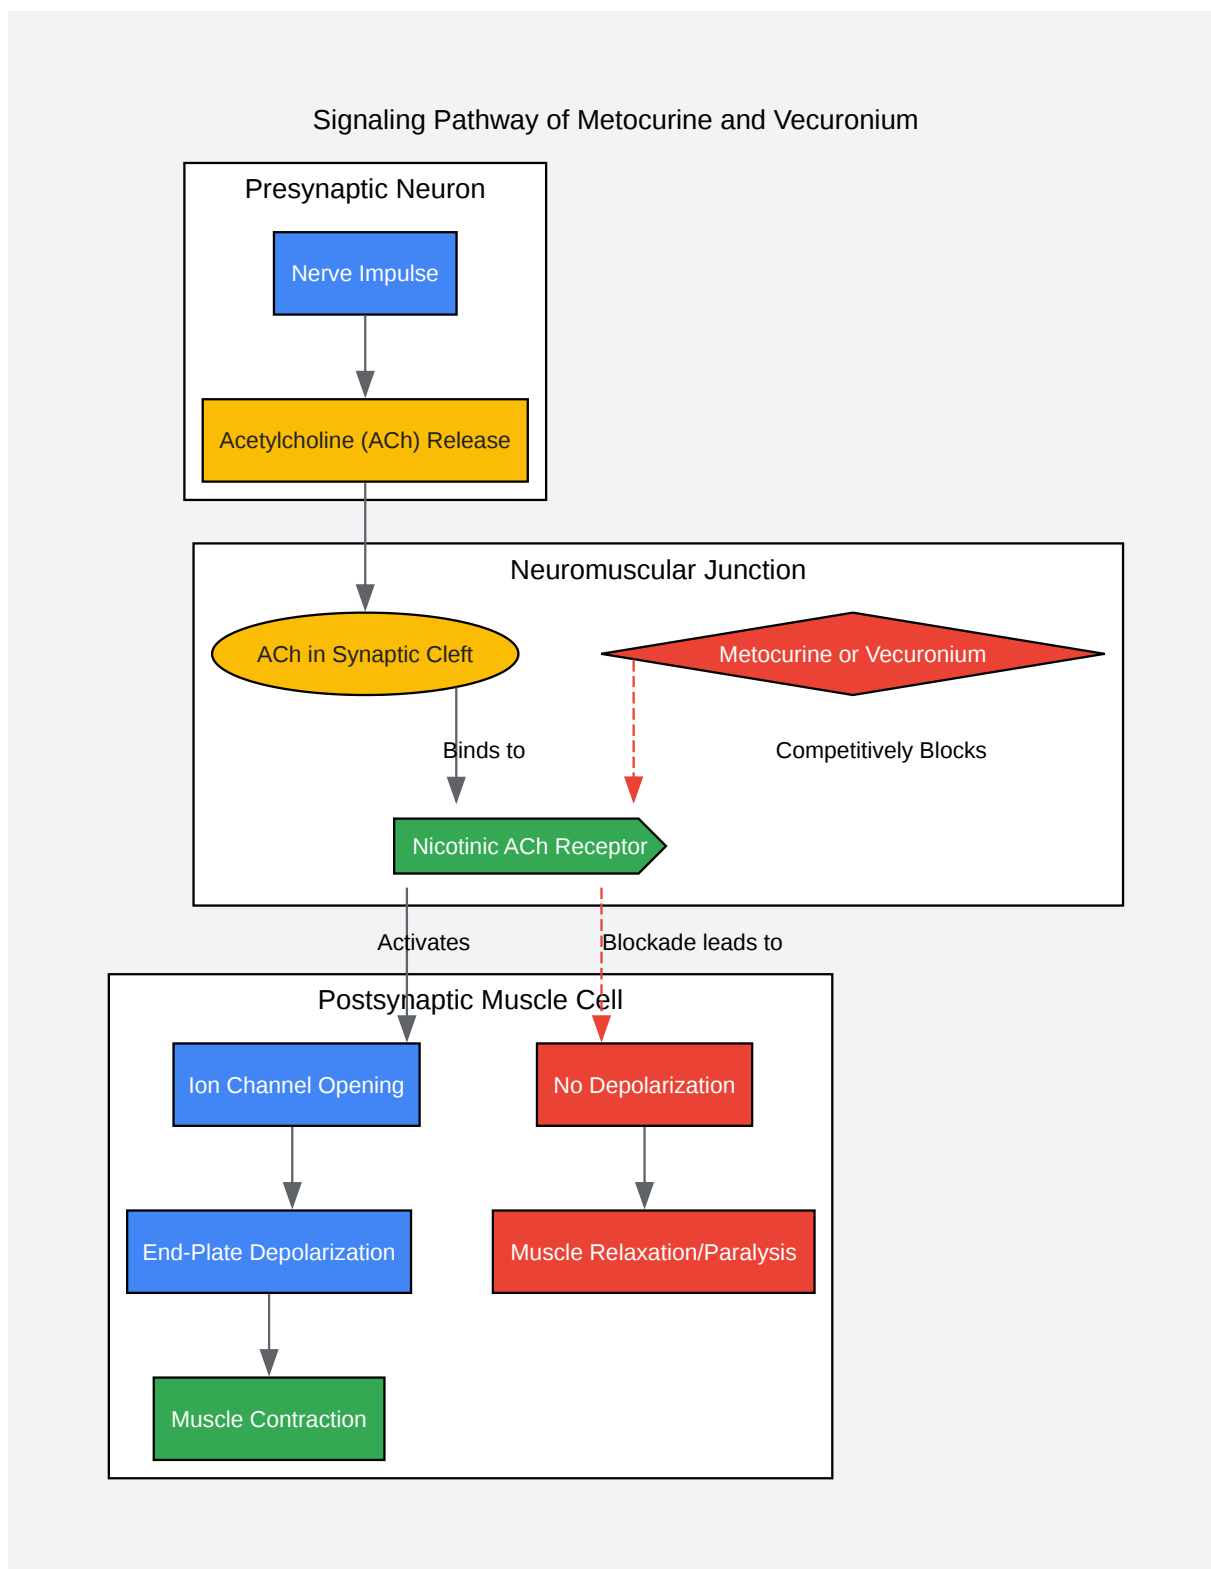 Signaling Pathway of Metocurine and Vecuronium
Presynaptic Neuron
Nerve Impulse
Acetylcholine (ACh) Release
Neuromuscular Junction
ACh in Synaptic Cleft
Metocurine or Vecuronium
Binds to
Competitively Blocks
Nicotinic ACh Receptor
Activates
Blockade leads to
Postsynaptic Muscle Cell
Ion Channel Opening
No Depolarization
End-Plate Depolarization
Muscle Relaxation/Paralysis
Muscle Contraction